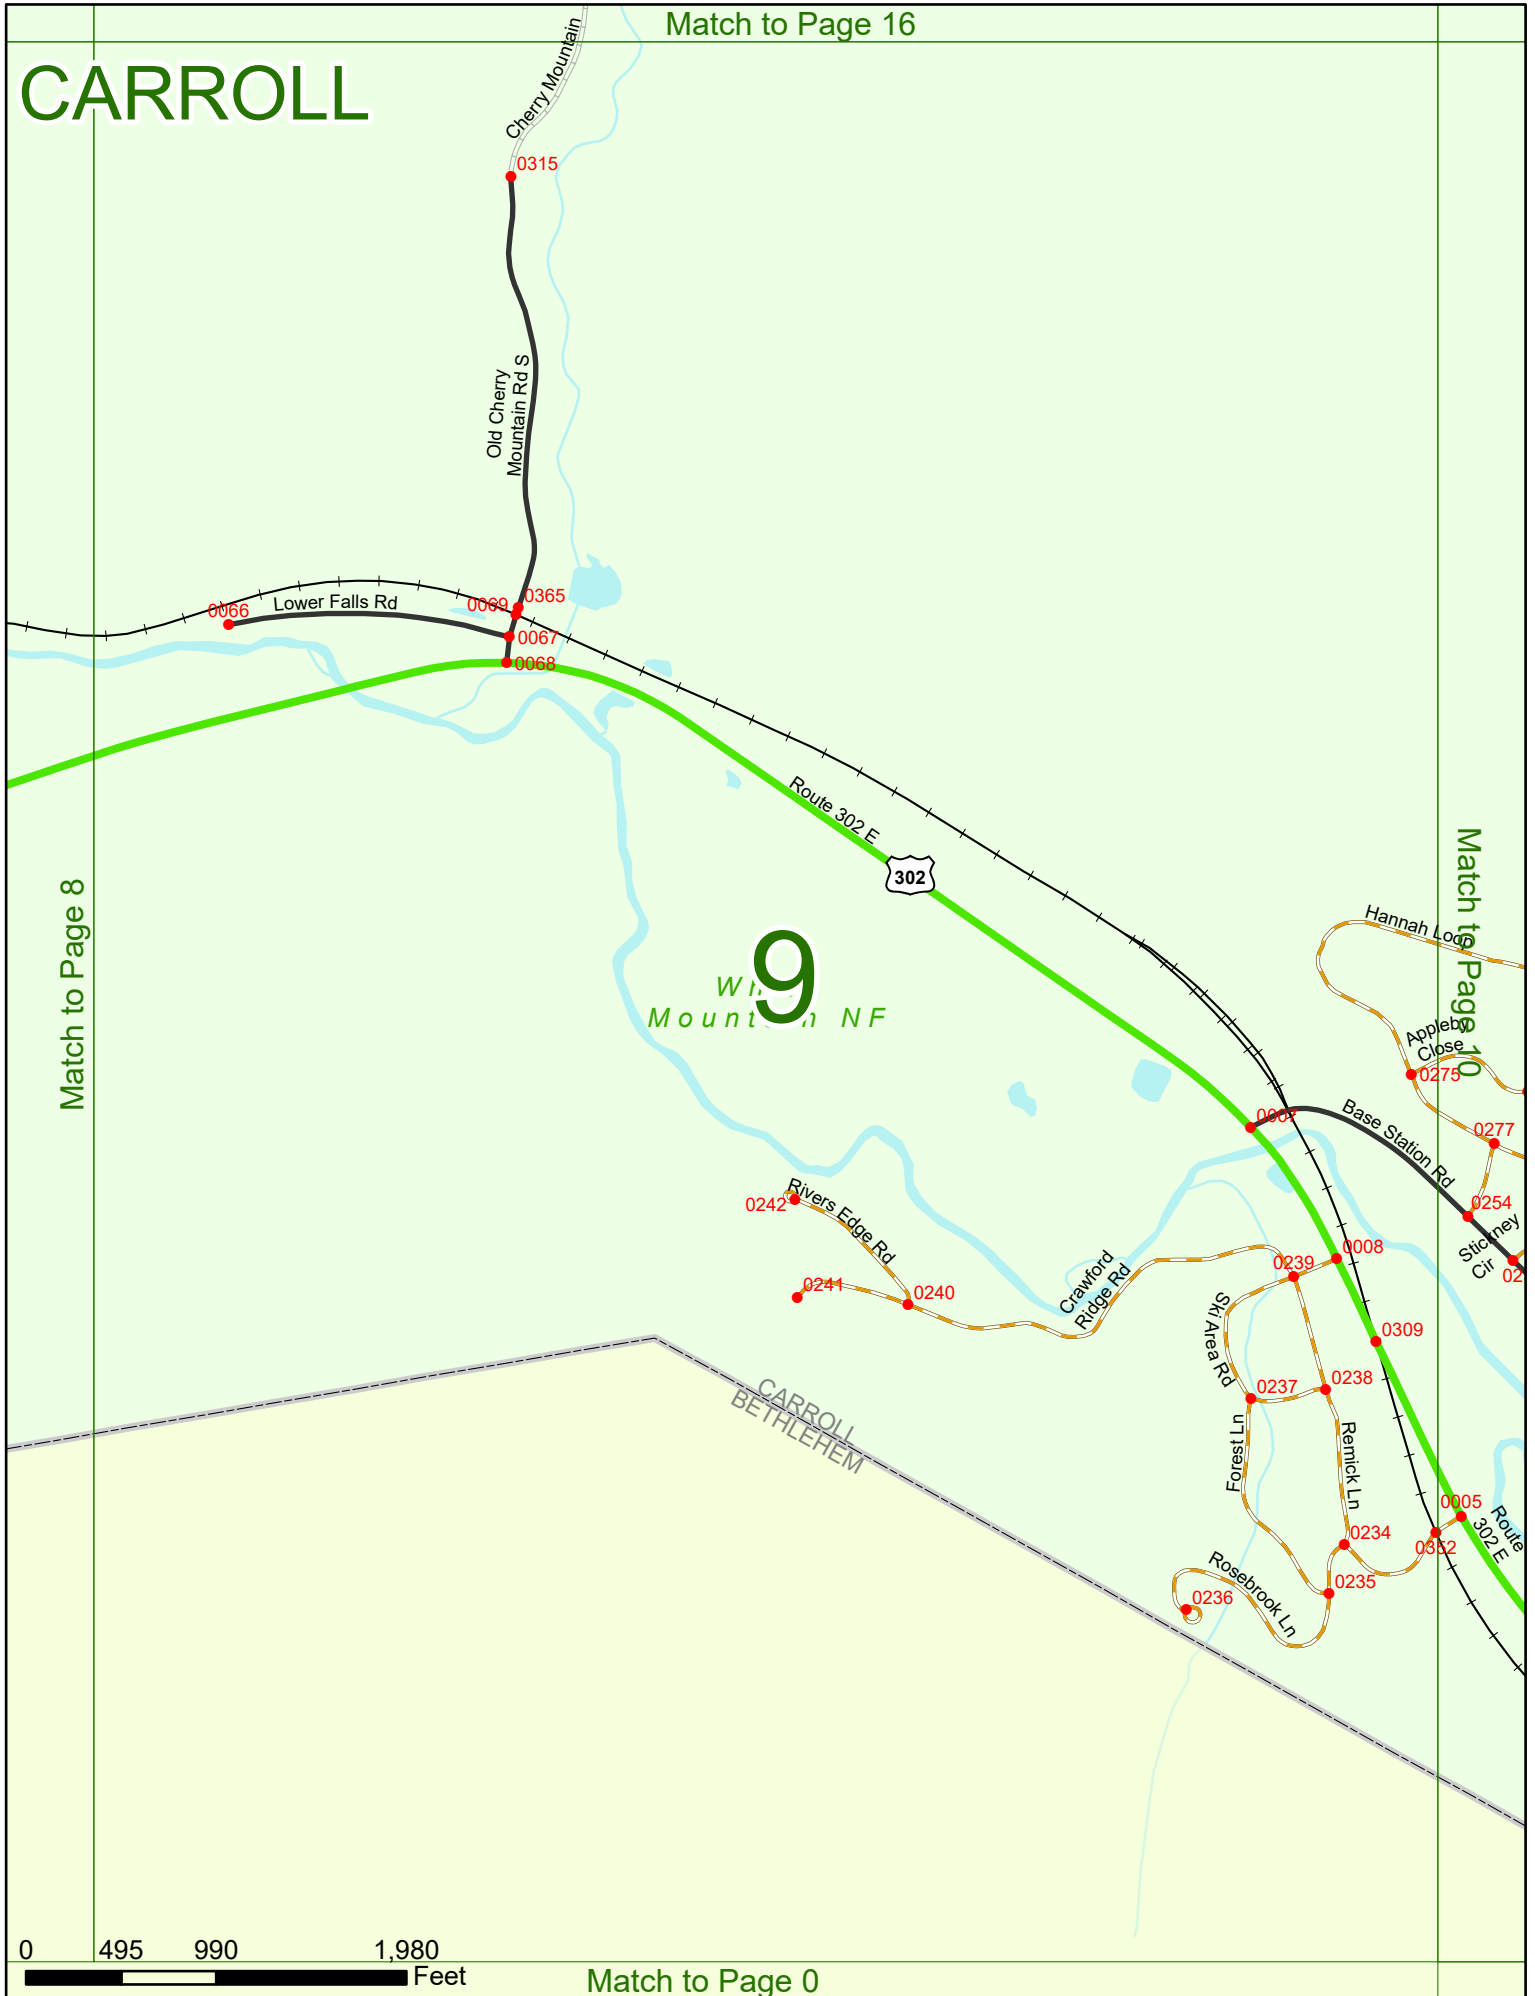 Match to Page 16
CARROLL
Cherry Mountain
0315
Old Cherry
Mountain Rd S
0365
0069
0066
Lower Falls Rd
0067
0068
Route 302 E
302
Match to Page 8
Match to Page 10
9
Mountain NF
Hannah Loop
Appleby
Close
0275
0007
Base Station Rd
0277
0254
Stickney
Cir
0242
Rivers Edge Rd
0241
0240
Crawford
Ridge Rd
0239
0008
Ski Area Rd
0309
0237
0238
Forest Ln
Remick Ln
CARROLL
BETHLEHEM
0005
Route
302 E
0234
0352
0235
Rosebrook Ln
0236
0
495
990
1,980
Feet
Match to Page 0